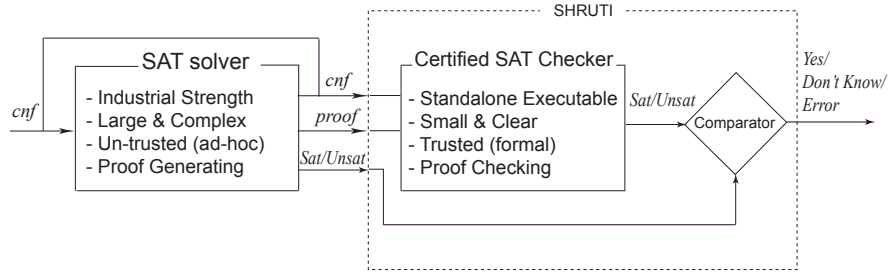 SHRUTI
SAT solver
- Industrial Strength
- Large & Complex
- Un-trusted (ad-hoc)
- Proof Generating
cnf
cnf
proof
Sat/Unsat
Certified SAT Checker
- Standalone Executable
- Small & Clear
- Trusted (formal)
- Proof Checking
Sat/Unsat
Comparator
Yes/
Don't Know/
Error